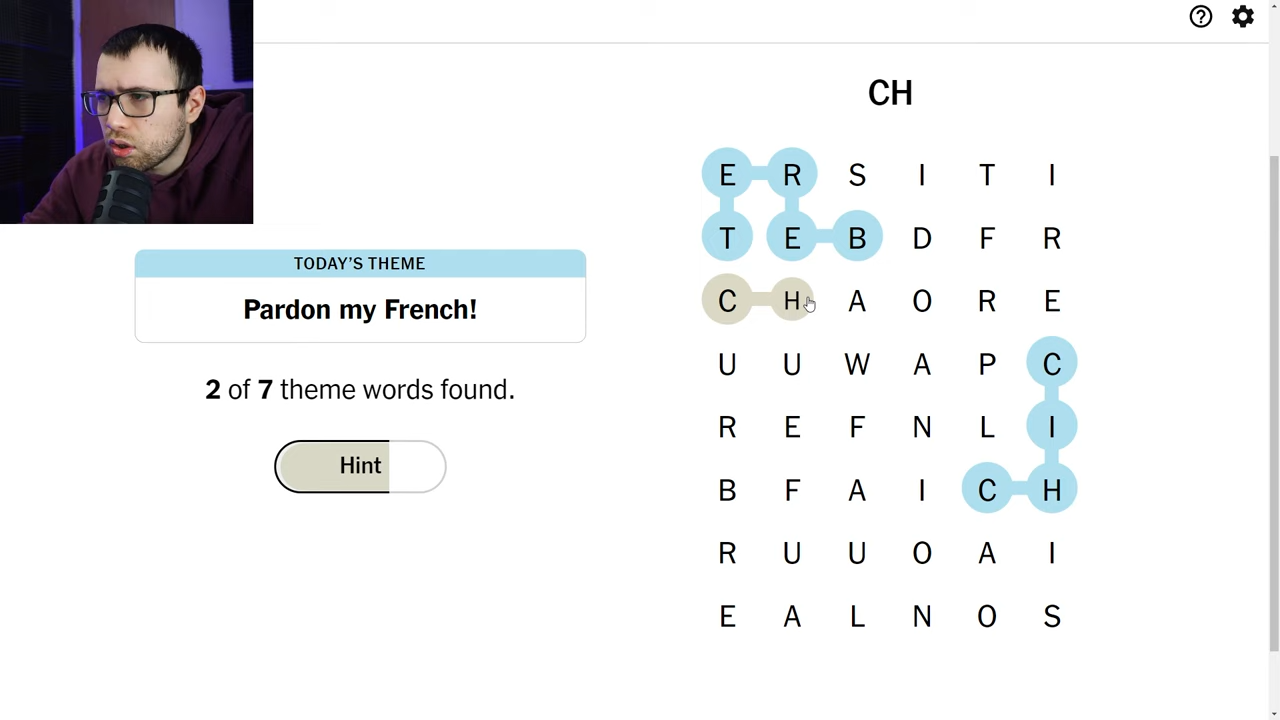 CH
E R S I T I
T E B D F R
TODAY'S THEME
Pardon my French!
C H A O R E
U U W A P C
2 of 7 theme words found.
R E F N L I
Hint
B F A I C H
R U U O A I
E A L N O S